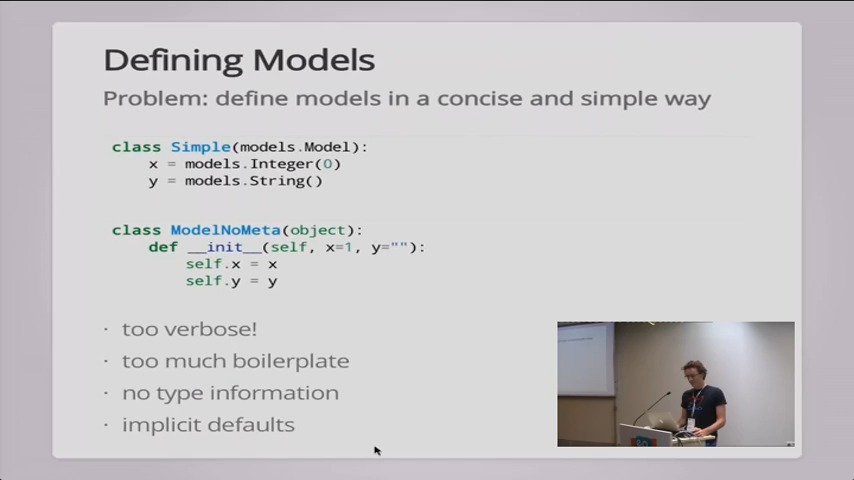 Defining Models
Problem: define models in a concise and simple way
class Simple(models.Model):
x = models.Integer(0)
y = models.String()
class ModelNoMeta(object):
def __init__(self, x=1, y=""):
self.x = x
self.y = y
· too verbose!
· too much boilerplate
· no type information
· implicit defaults